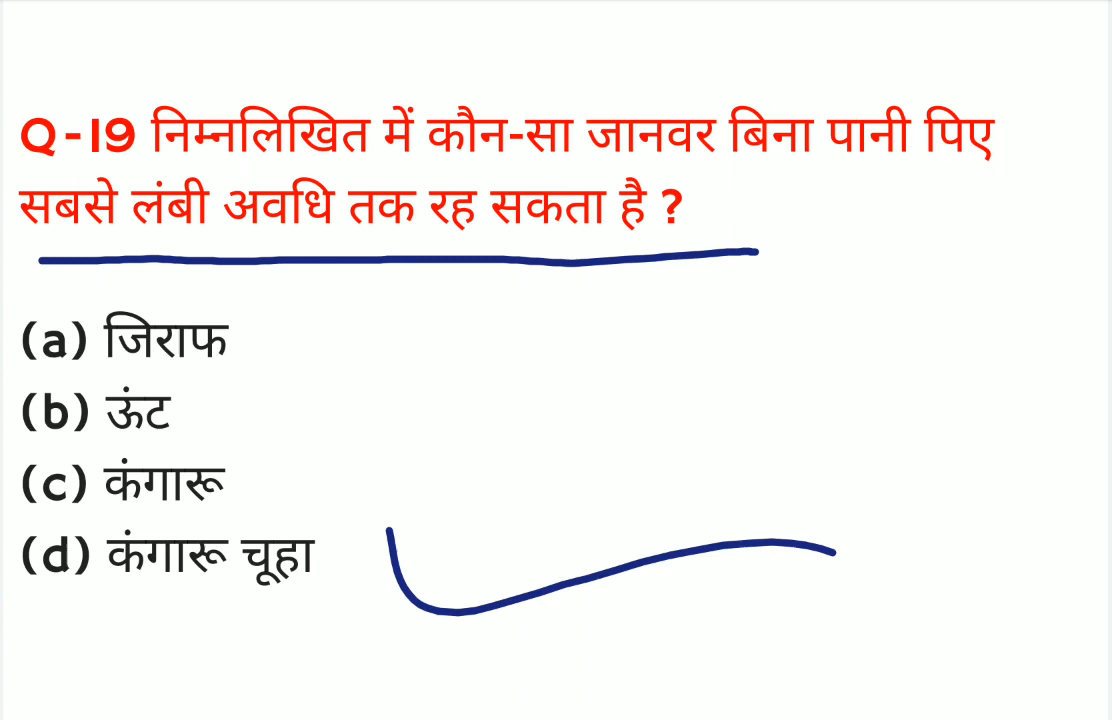 Q-19 निम्नलिखित में कौन-सा जानवर बिना पानी पिए
सबसे लंबी अवधि तक रह सकता है ?
(a) जिराफ
(b) ऊंट
(c) कंगारू
(d) कंगारू चूहा